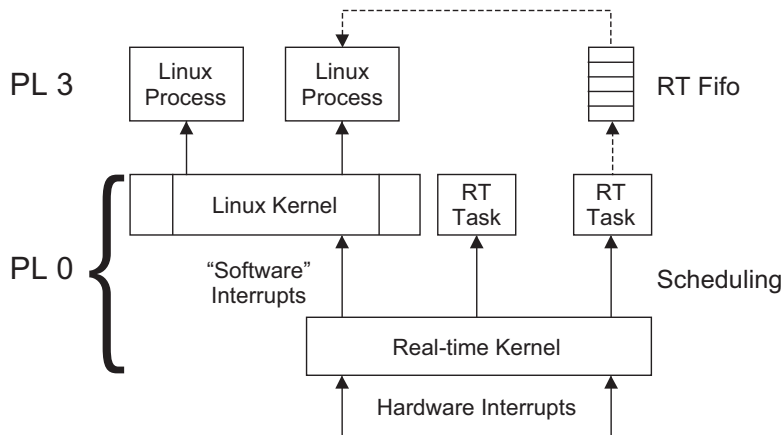 PL 3
Linux
Process
Linux
Process
RT Fifo
Linux Kernel
RT
Task
RT
Task
PL 0
“Software”
Interrupts
Scheduling
Real-time Kernel
Hardware Interrupts